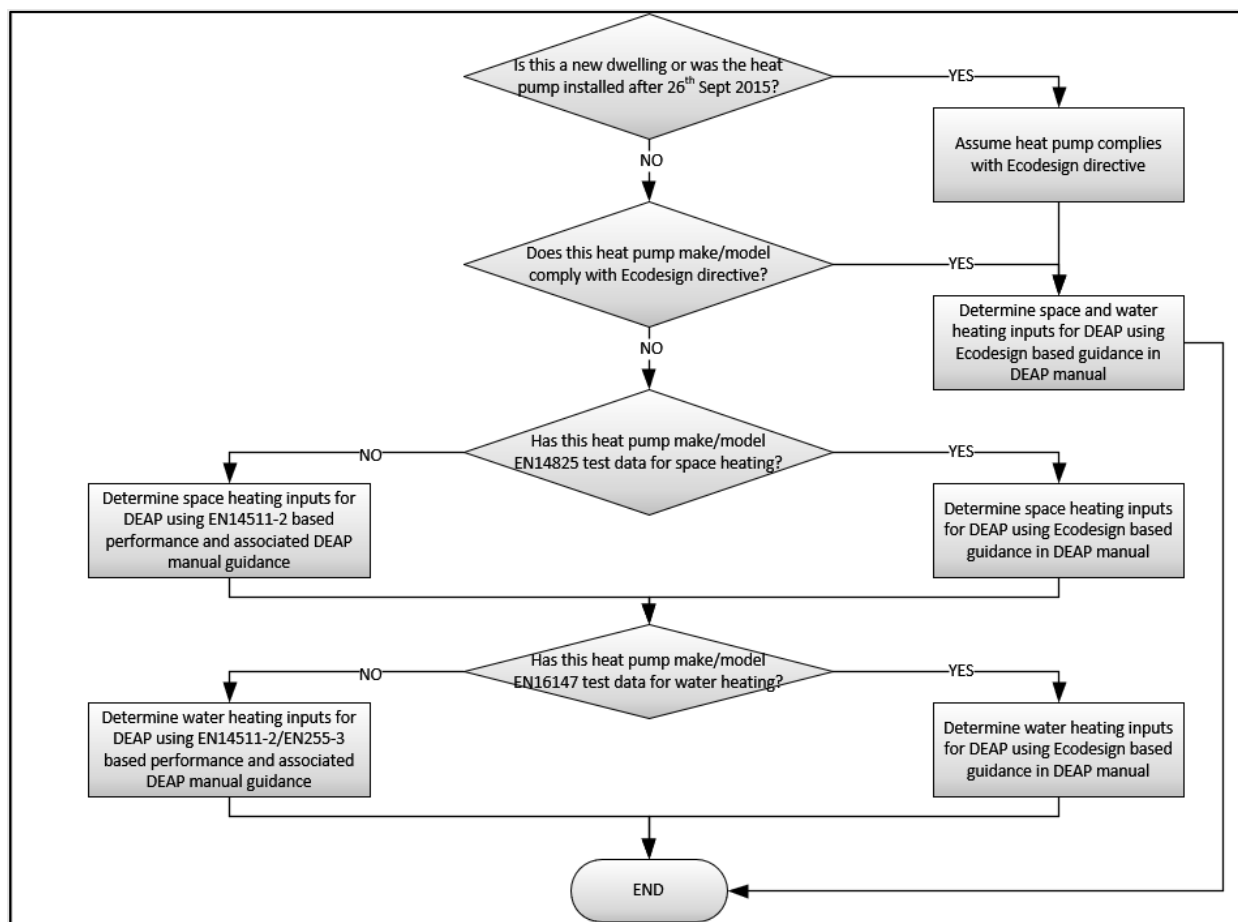 Is this a new dwelling or was the heat
pump installed after 26th Sept 2015?
YES
Assume heat pump complies
with Ecodesign directive
NO
Does this heat pump make/model
comply with Ecodesign directive?
YES
Determine space and water
heating inputs for DEAP using
Ecodesign based guidance in
DEAP manual
NO
Has this heat pump make/model
EN14825 test data for space heating?
NO
YES
Determine space heating inputs for
DEAP using EN14511-2 based
performance and associated DEAP
manual guidance
Determine space heating inputs
for DEAP using Ecodesign based
guidance in DEAP manual
Has this heat pump make/model
EN16147 test data for water heating?
NO
YES
Determine water heating inputs for
DEAP using EN14511-2/EN255-3
based performance and associated
DEAP manual guidance
Determine water heating inputs
for DEAP using Ecodesign based
guidance in DEAP manual
END